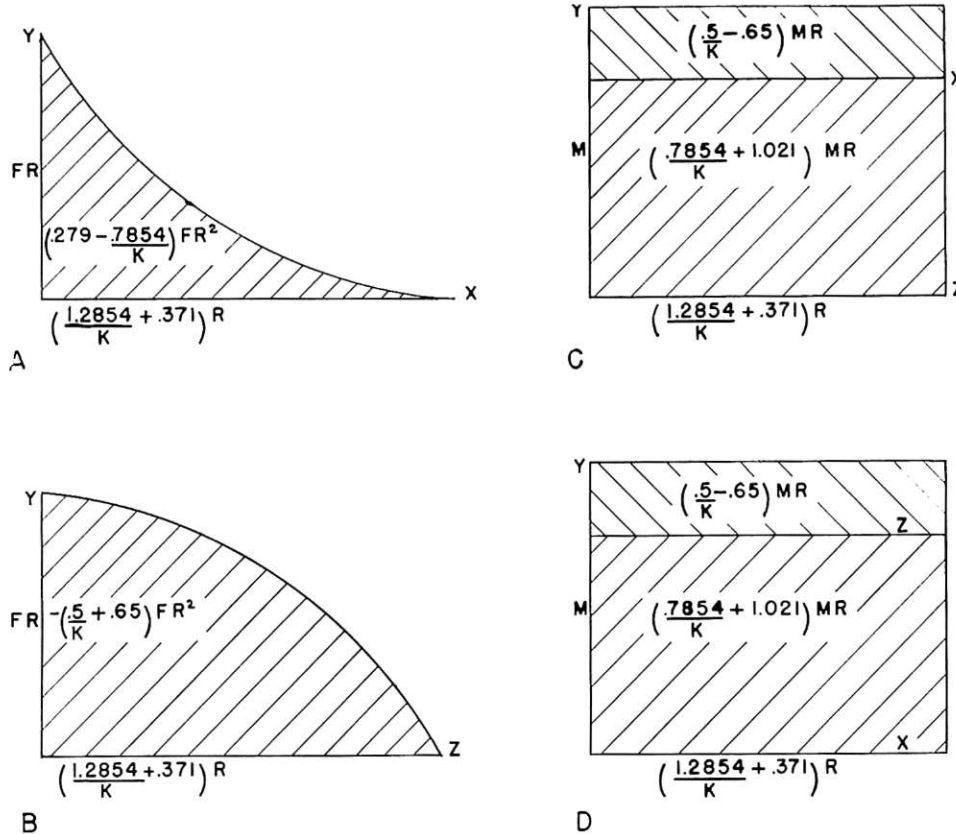 Y
FR
(.279 - .7854/K) FR²
X
(1.2854/K + .371) R
A
Y
(.5/K - .65) MR
X
M
(.7854/K + 1.021) MR
Z
(1.2854/K + .371) R
C
Y
FR
-(.5/K + .65) FR²
Z
(1.2854/K + .371) R
B
Y
(.5/K - .65) MR
Z
M
(.7854/K + 1.021) MR
X
(1.2854/K + .371) R
D